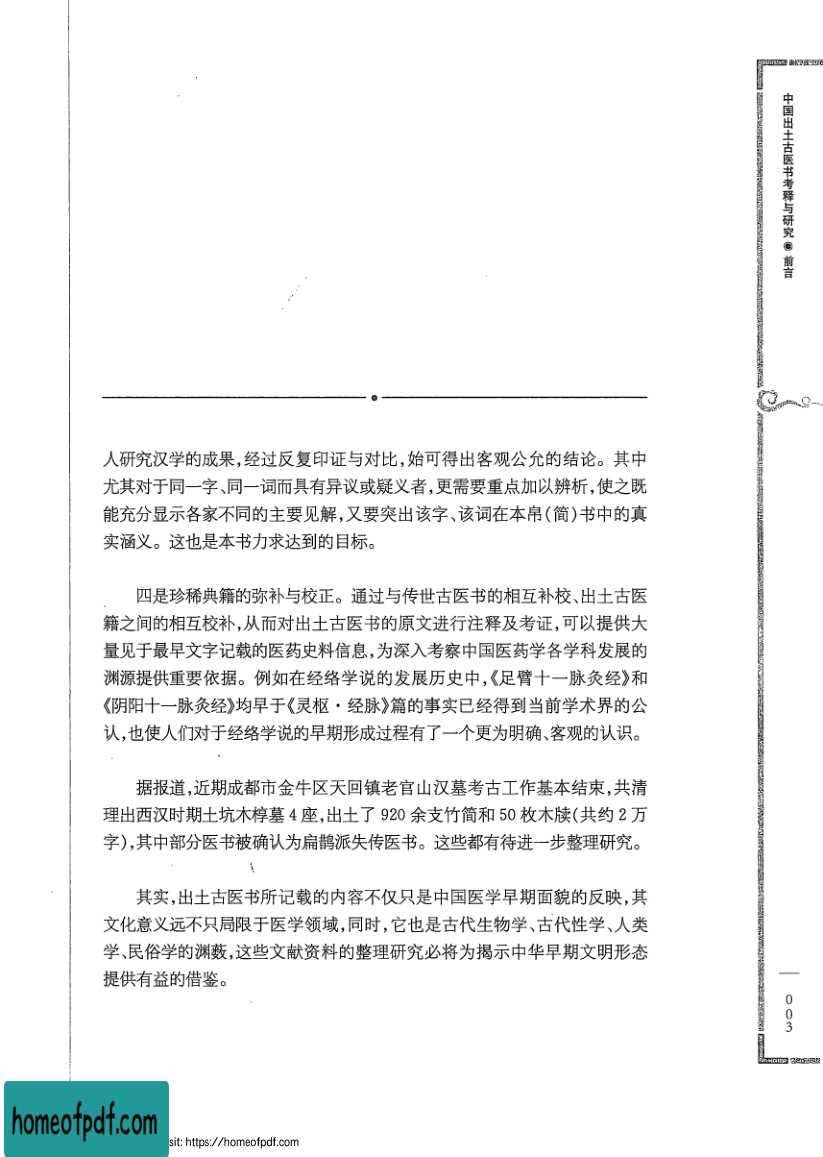 中国出土古医书考释与研究◉前言
人研究汉学的成果,经过反复印证与对比,始可得出客观公允的结论。其中
尤其对于同一字、同一词而具有异议或疑义者,更需要重点加以辨析,使之既
能充分显示各家不同的主要见解,又要突出该字、该词在本帛(简)书中的真
实涵义。这也是本书力求达到的目标。
四是珍稀典籍的弥补与校正。通过与传世古医书的相互补校、出土古医
籍之间的相互校补,从而对出土古医书的原文进行注释及考证,可以提供大
量见于最早文字记载的医药史料信息,为深入考察中国医药学各学科发展的
渊源提供重要依据。例如在经络学说的发展历史中,《足臂十一脉灸经》和
《阴阳十一脉灸经》均早于《灵枢·经脉》篇的事实已经得到当前学术界的公
认,也使人们对于经络学说的早期形成过程有了一个更为明确、客观的认识。
据报道,近期成都市金牛区天回镇老官山汉墓考古工作基本结束,共清
理出西汉时期土坑木椁墓 4 座,出土了 920 余支竹简和 50 枚木牍(共约 2 万
字),其中部分医书被确认为扁鹊派失传医书。这些都有待进一步整理研究。
其实,出土古医书所记载的内容不仅只是中国医学早期面貌的反映,其
文化意义远不只局限于医学领域,同时,它也是古代生物学、古代性学、人类
学、民俗学的渊薮,这些文献资料的整理研究必将为揭示中华早期文明形态
提供有益的借鉴。
003
homeofpdf.com
sit: https://homeofpdf.com